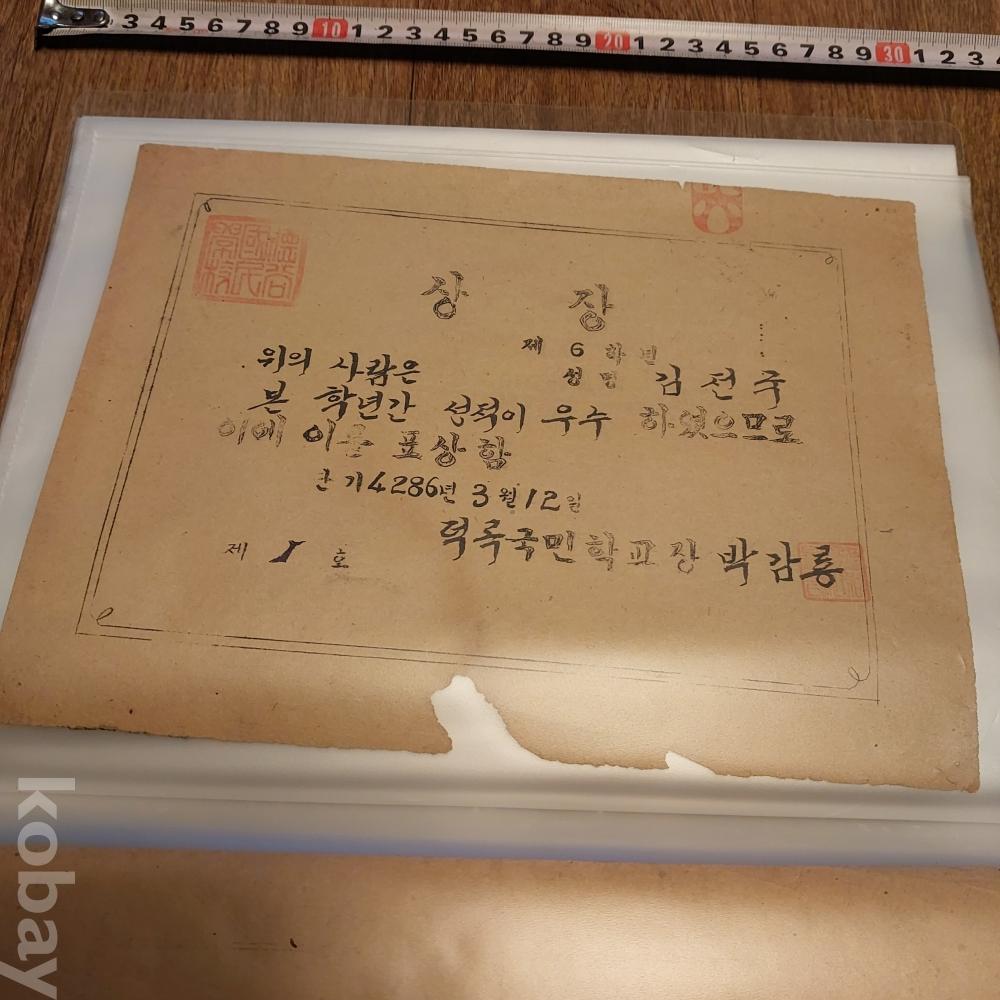 3 4 5 6 7 8 9 10 1 2 3 4 5 6 7 8 9 20 1 2 3 4 5 6 7 8 9 30 1 2 3
상 장
제 6 학년
성명 김전국
위의 사람은
본 학년간 성적이 우수 하였으므로
이에 이를 표상함
단기4286년 3월12일
제 1 호
덕록국민학교장 박감룡
kobay